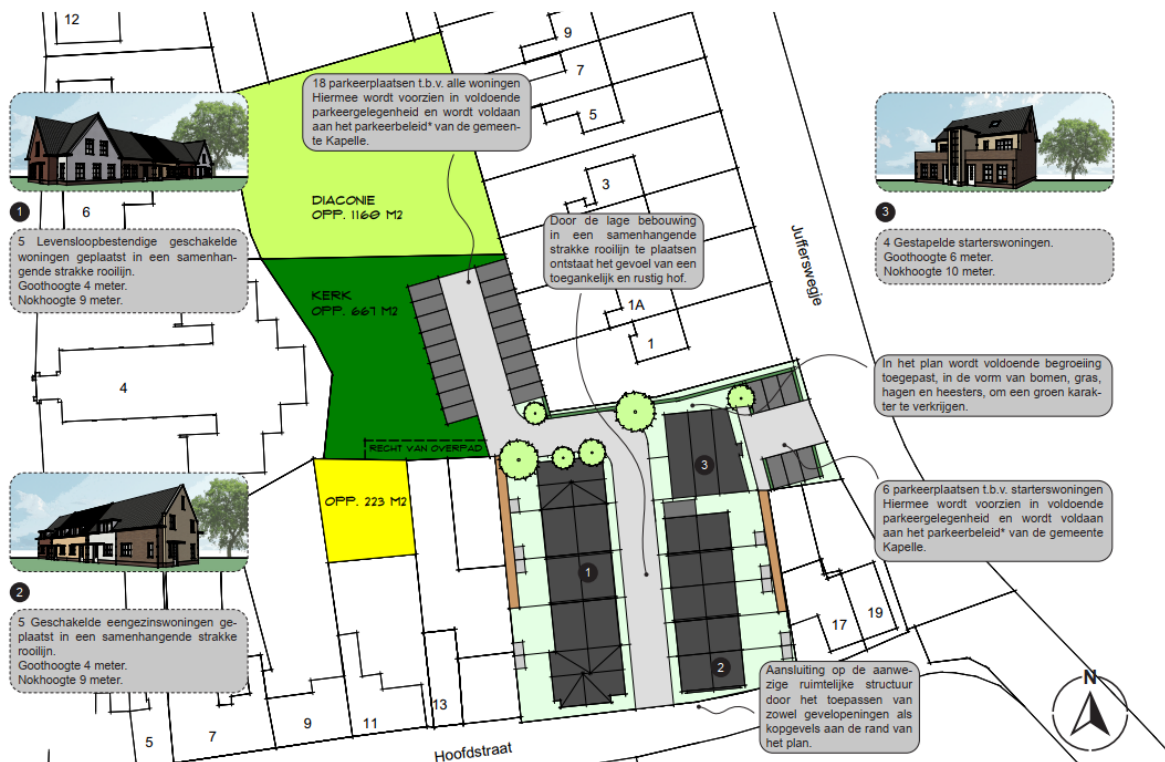 12
9
7
5
3
1A
1
18 parkeerplaatsen t.b.v. alle woningen
Hiermee wordt voorzien in voldoende
parkeergelegenheid en wordt voldaan
aan het parkeerbeleid* van de gemeen-
te Kapelle.
DIACONIE
OPP. 1160 M2
6
1
5 Levensloopbestendige geschakelde
woningen geplaatst in een samenhan-
gende strakke rooilijn.
Goothoogte 4 meter.
Nokhoogte 9 meter.
Door de lage bebouwing
in een samenhangende
strakke rooilijn te plaatsen
ontstaat het gevoel van een
toegankelijk en rustig hof.
Jufferswegje
3
4 Gestapelde starterswoningen.
Goothoogte 6 meter.
Nokhoogte 10 meter.
KERK
OPP. 667 M2
4
In het plan wordt voldoende begroeiing
toegepast, in de vorm van bomen, gras,
hagen en heesters, om een groen karak-
ter te verkrijgen.
RECHT VAN OVERPAD
OPP. 223 M2
3
6 parkeerplaatsen t.b.v. starterswoningen
Hiermee wordt voorzien in voldoende
parkeergelegenheid en wordt voldaan
aan het parkeerbeleid* van de gemeente
Kapelle.
1
2
5 Geschakelde eengezinswoningen ge-
plaatst in een samenhangende strakke
rooilijn.
Goothoogte 4 meter.
Nokhoogte 9 meter.
2
17
19
Aansluiting op de aanwe-
zige ruimtelijke structuur
door het toepassen van
zowel gevelopeningen als
kopgevels aan de rand van
het plan.
N
5
7
9
11
13
Hoofdstraat